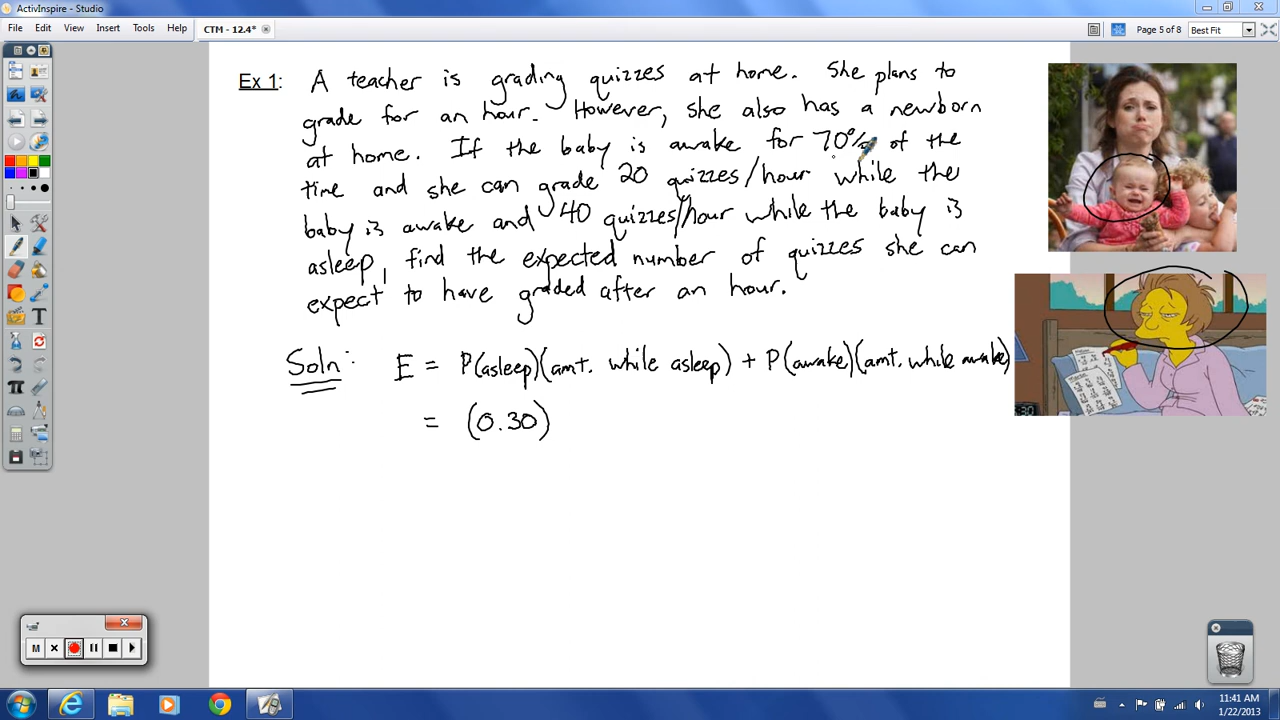 ActivInspire - Studio
File Edit View Insert Tools Help
CTM - 12.4*
Page 5 of 8
Best Fit
Ex 1: A teacher is grading quizzes at home. She plans to
grade for an hour. However, she also has a newborn
at home. If the baby is awake for 70% of the
time and she can grade 20 quizzes/hour while the
baby is awake and 40 quizzes/hour while the baby is
asleep, find the expected number of quizzes she can
expect to have graded after an hour.
Soln: E = P(asleep)(amt. while asleep) + P(awake)(amt. while awake)
= (0.30)
M
11:41 AM
1/22/2013